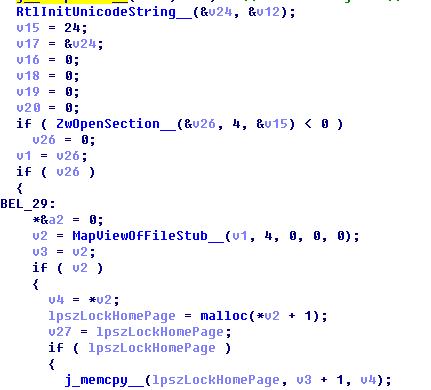 RtlInitUnicodeString__(&v24, &v12);
v15 = 24;
v17 = &v24;
v16 = 0;
v18 = 0;
v19 = 0;
v20 = 0;
if ( ZwOpenSection__(&v26, 4, &v15) < 0 )
v26 = 0;
v1 = v26;
if ( v26 )
{
BEL_29:
*&a2 = 0;
v2 = MapViewOfFileStub__(v1, 4, 0, 0, 0);
v3 = v2;
if ( v2 )
{
v4 = *v2;
lpszLockHomePage = malloc(*v2 + 1);
v27 = lpszLockHomePage;
if ( lpszLockHomePage )
{
j_memcpy__(lpszLockHomePage, v3 + 1, v4);